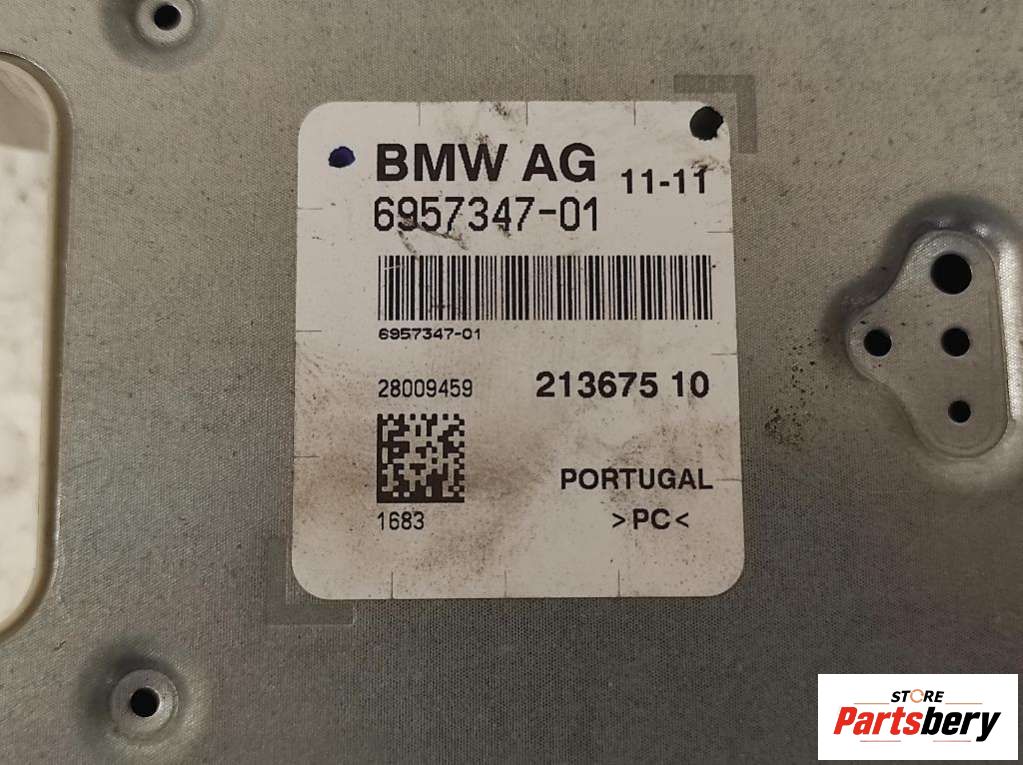 BMW AG 11-11
6957347-01
6957347-01
28009459 213675 10
PORTUGAL
1683 >PC<
STORE
Partsbery